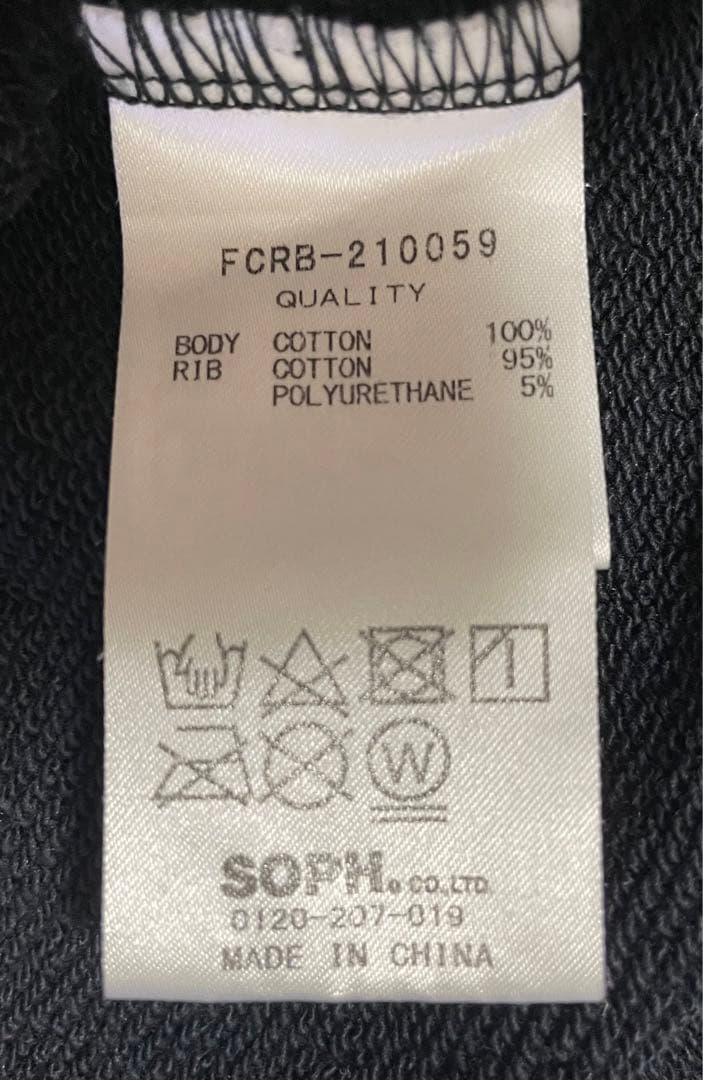 FCRB-210059
QUALITY
BODY COTTON 100%
RIB COTTON 95%
POLYURETHANE 5%
W
SOPH. CO.,LTD.
0120-207-019
MADE IN CHINA